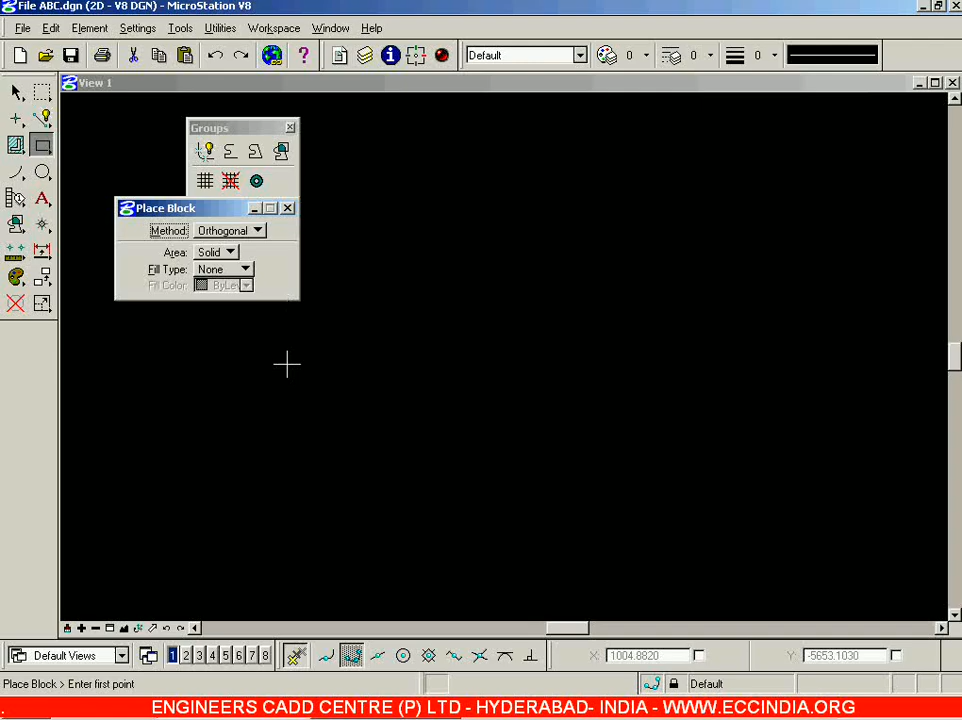 File ABC.dgn (2D - V8 DGN) - MicroStation V8
File Edit Element Settings Tools Utilities Workspace Window Help
Default 0 0 0
View 1
Groups
Place Block
Method: Orthogonal
Area: Solid
Fill Type: None
Fill Color: ByLev
Default Views 1 2 3 4 5 6 7 8 X: 1004.8820 Y: -5653.1030
Place Block > Enter first point Default
. ENGINEERS CADD CENTRE (P) LTD - HYDERABAD- INDIA - WWW.ECCINDIA.ORG